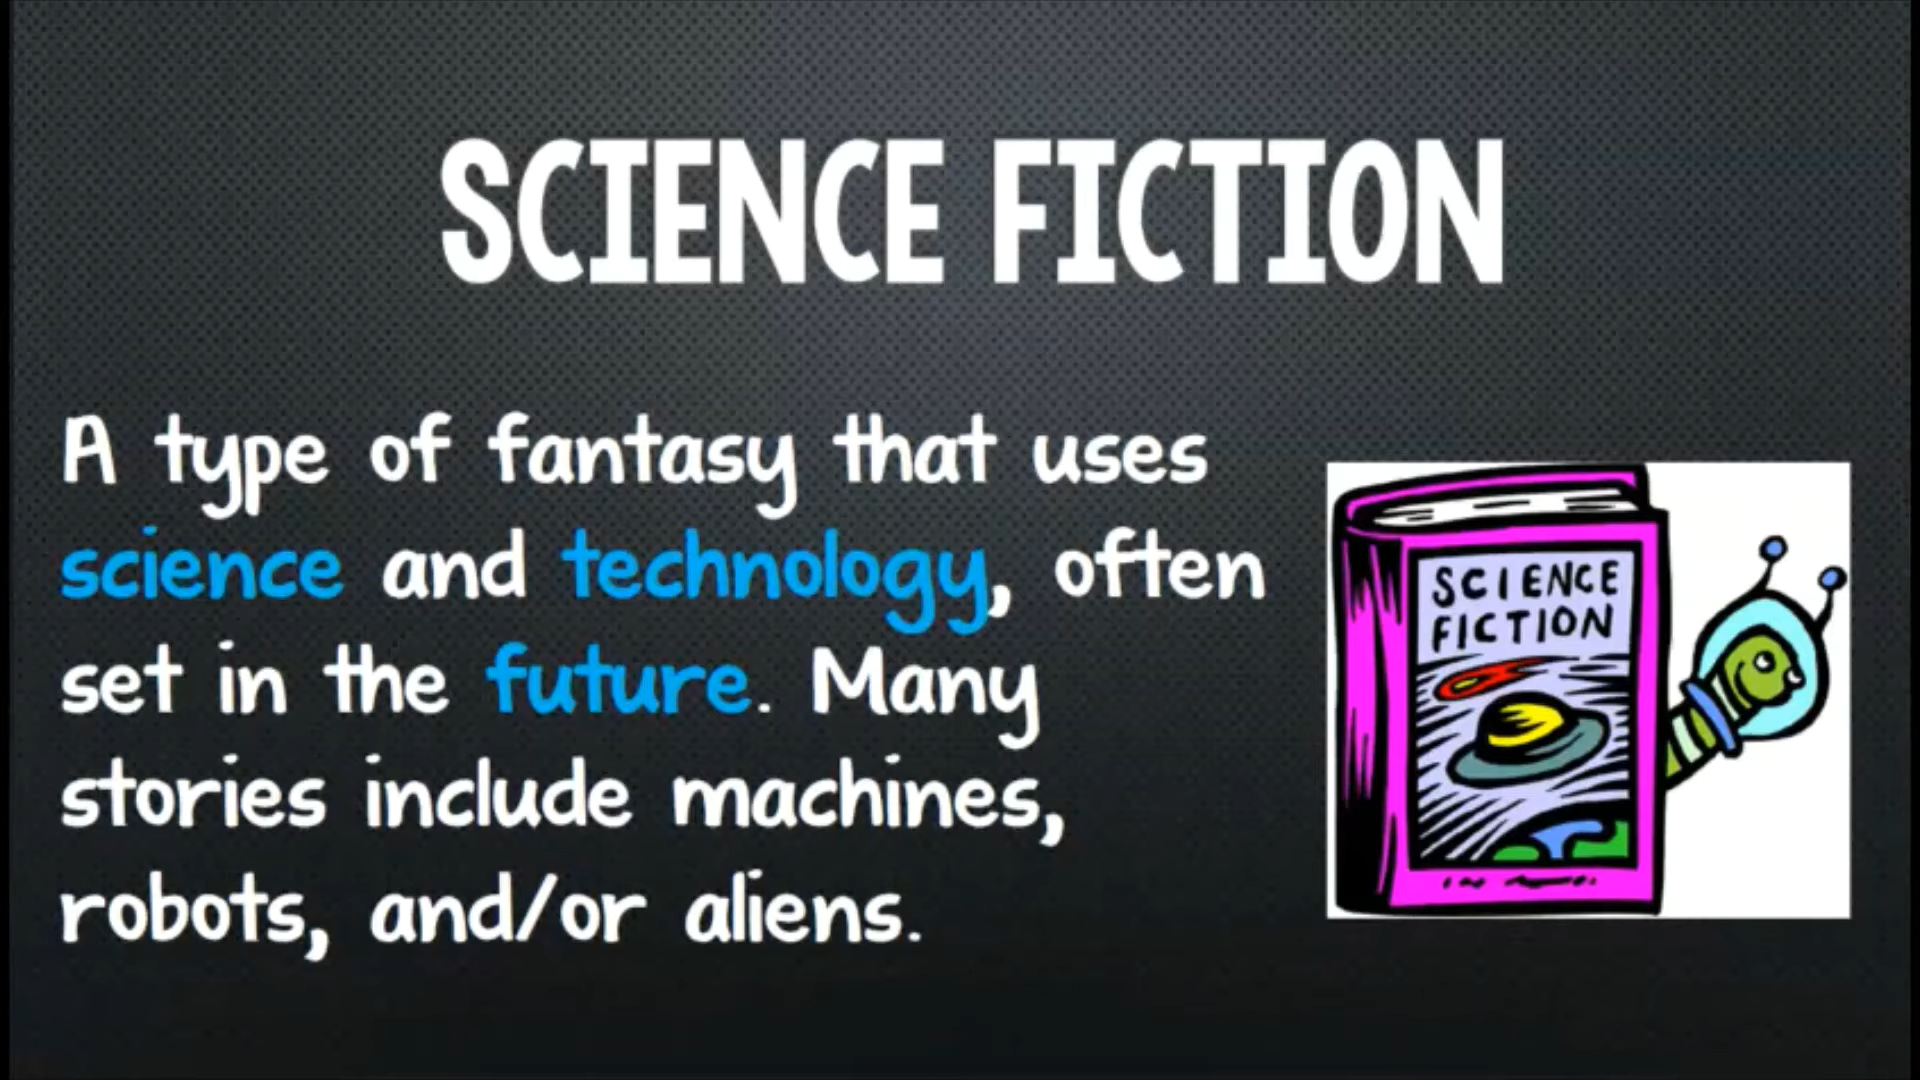 SCIENCE FICTION
A type of fantasy that uses
science and technology, often
set in the future. Many
stories include machines,
robots, and/or aliens.
SCIENCE
FICTION